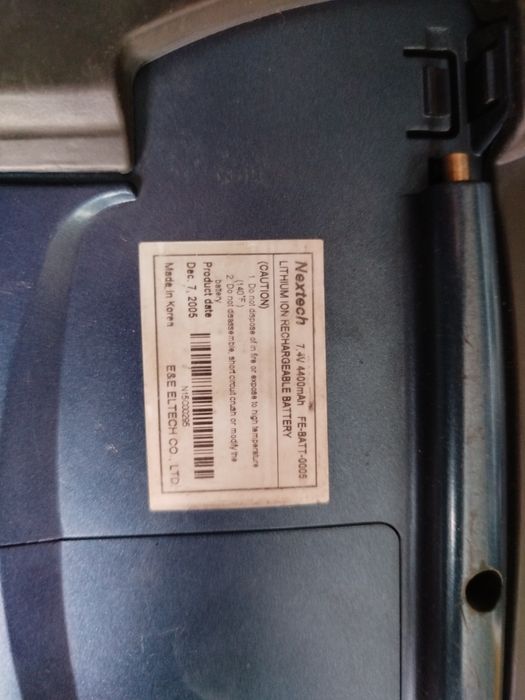 Nextech 7.4V 4400mAh FE-BATT-0005
LITHIUM ION RECHARGEABLE BATTERY
(CAUTION)
1. Do not dispose of in fire or expose to high temperature
(140°F)
2. Do not disassemble, short circuit crush or modify the
battery
Product date
Dec. 7, 2005
N15C00295
Made in Korea E&E ELTECH CO., LTD